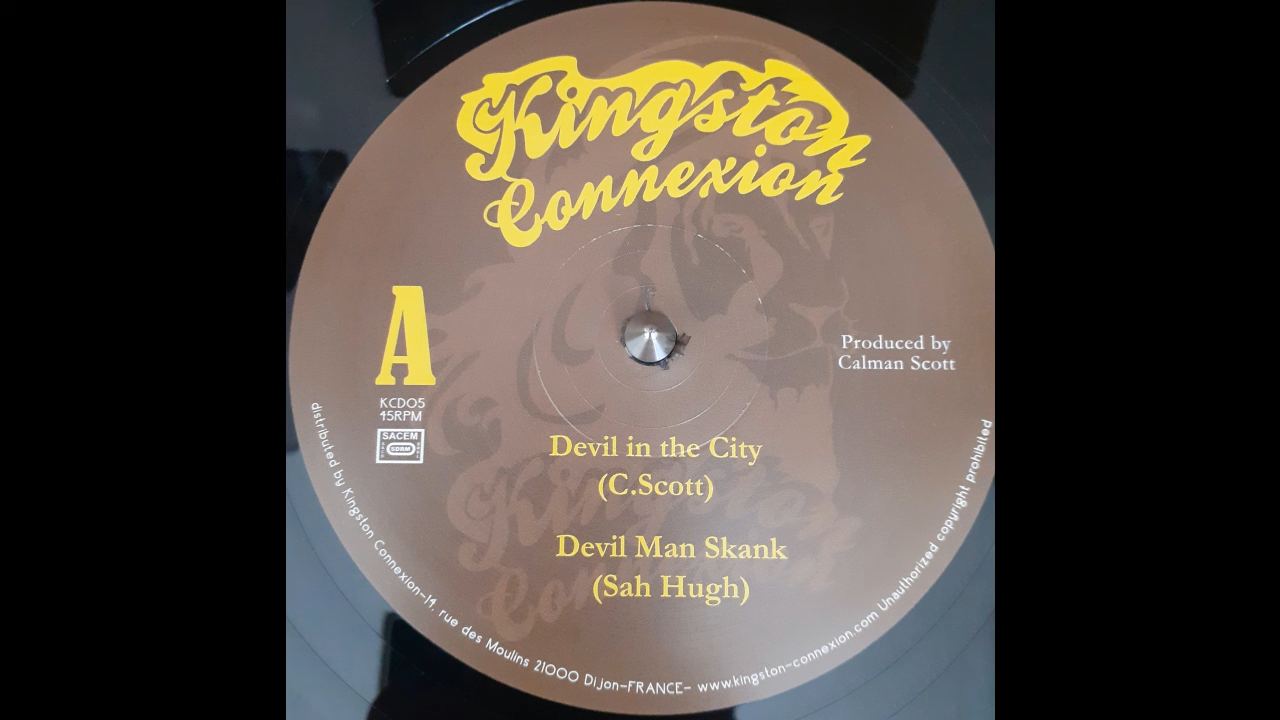 Kingston
Connexion
A
KCD05
45RPM
SACEM
SDRM
Produced by
Calman Scott
Devil in the City
(C.Scott)
Devil Man Skank
(Sah Hugh)
Kingston
Connexion
distributed by Kingston Connexion-14, rue des Moulins 21000 Dijon-FRANCE- www.kingston-connexion.com Unauthorized copyright prohibited